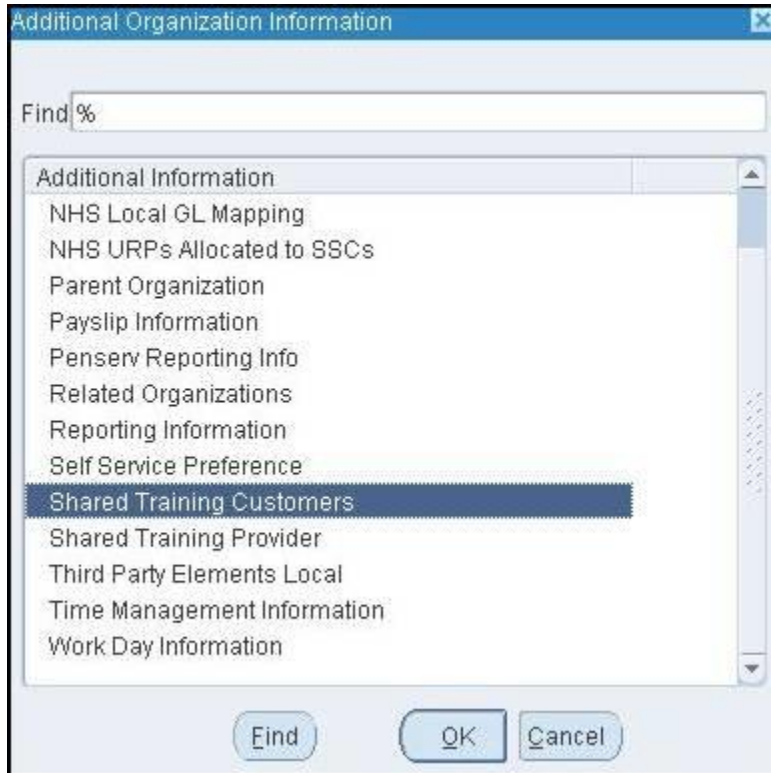 Additional Organization Information
Find %
Additional Information
NHS Local GL Mapping
NHS URPs Allocated to SSCs
Parent Organization
Payslip Information
Penserv Reporting Info
Related Organizations
Reporting Information
Self Service Preference
Shared Training Customers
Shared Training Provider
Third Party Elements Local
Time Management Information
Work Day Information
Find OK Cancel